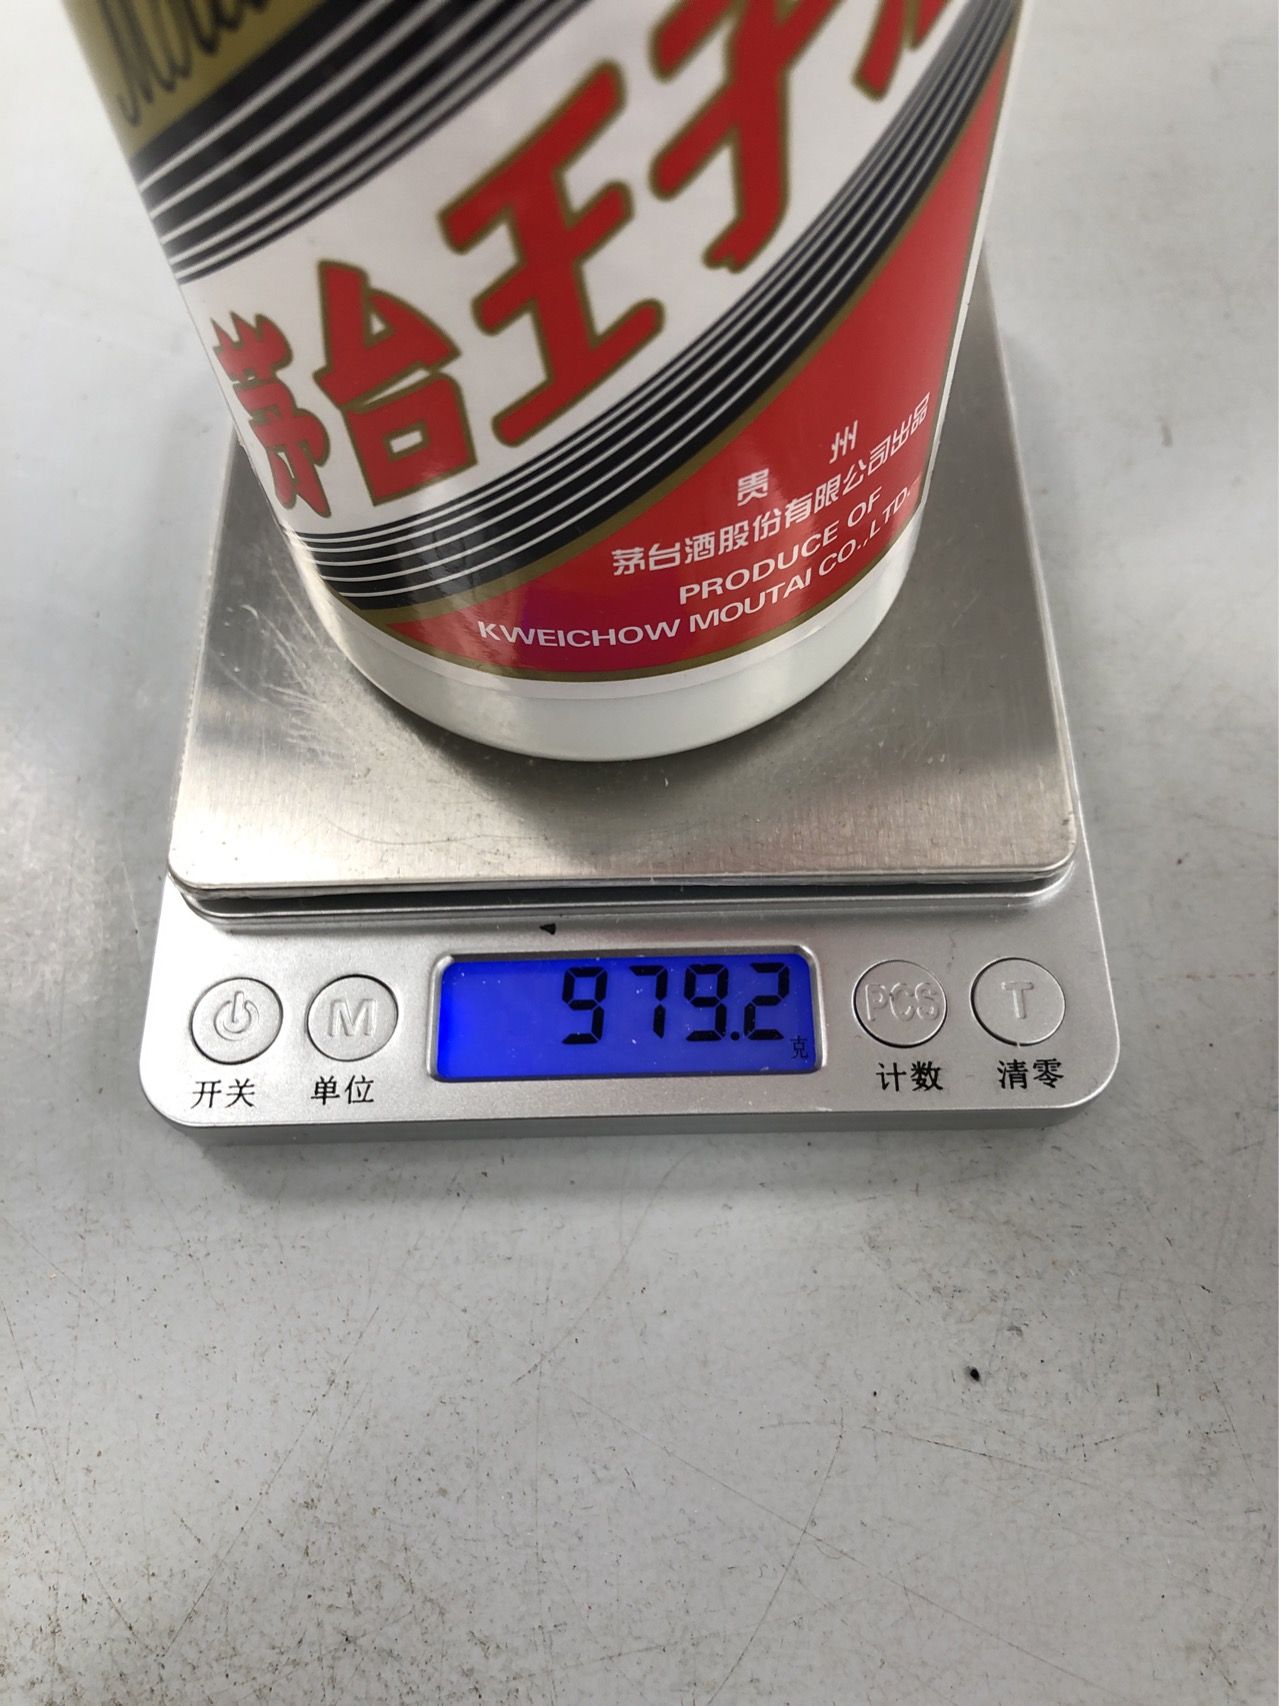 茅台王子
贵 州
茅台酒股份有限公司出品
PRODUCE OF
KWEICHOW MOUTAI CO.,LTD.
979.2
克
M
PCS
T
开关
单位
计数
清零